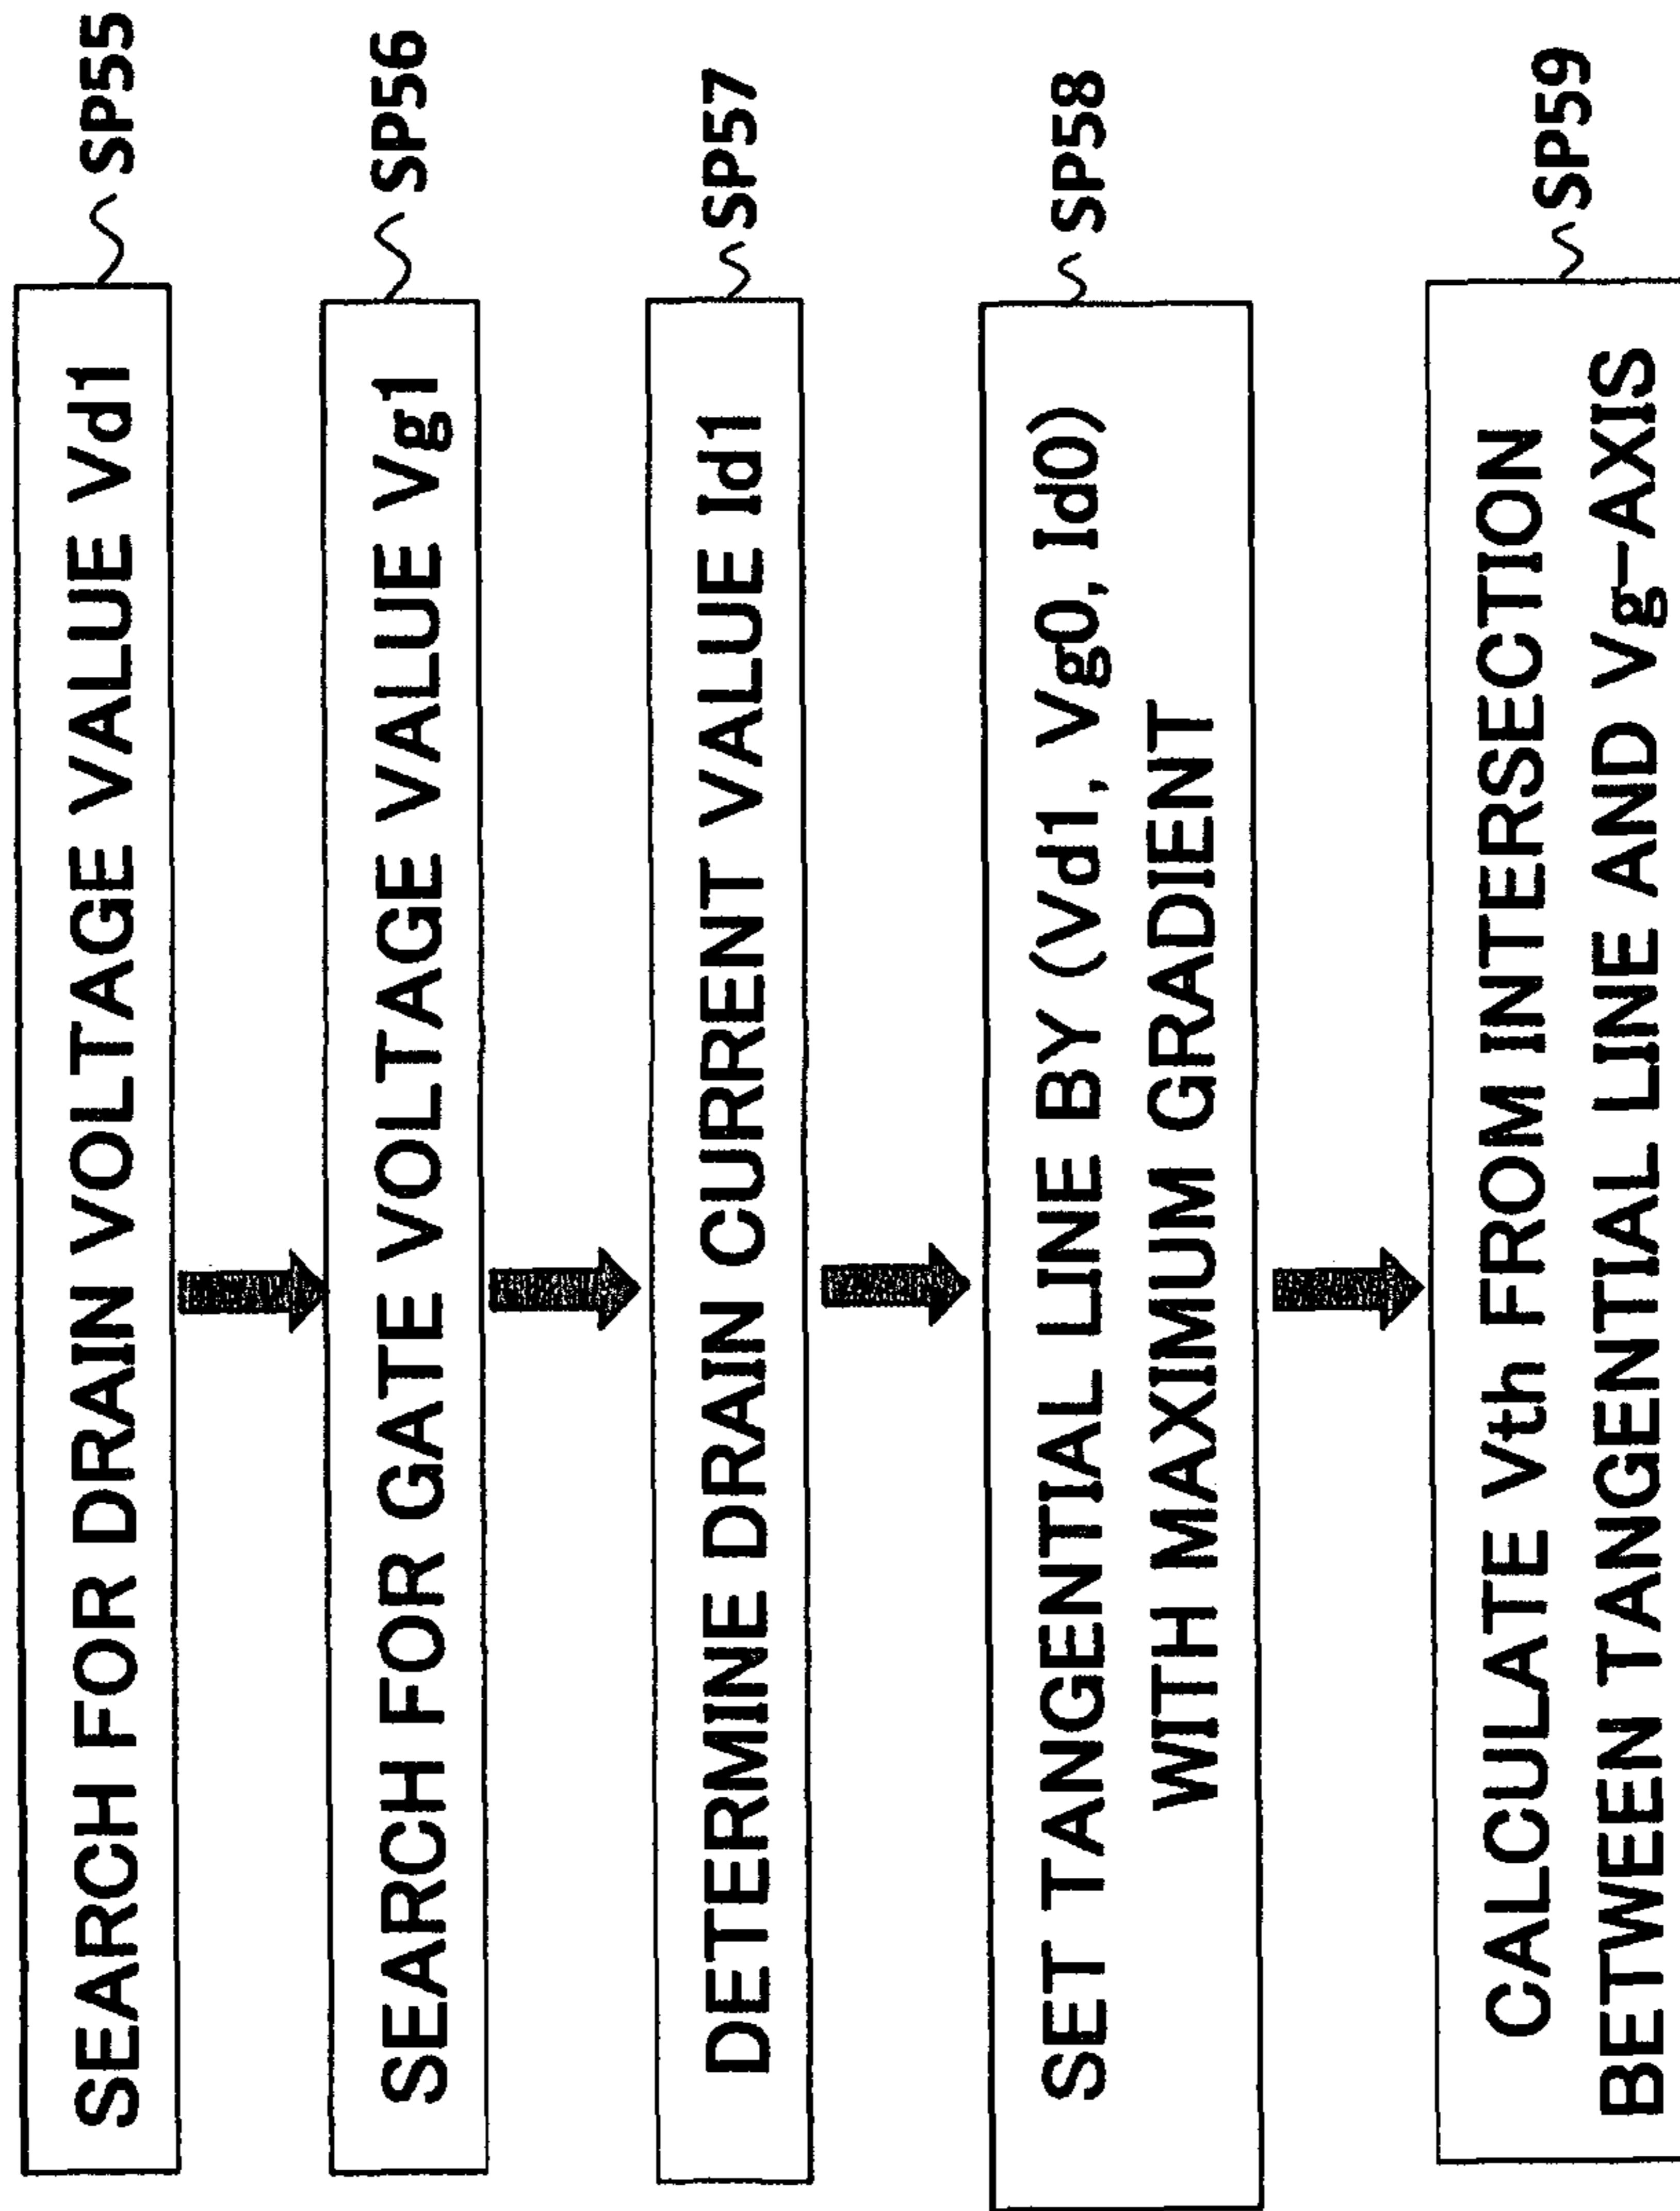 SEARCH FOR DRAIN VOLTAGE VALUE Vd1
SP55
SEARCH FOR GATE VOLTAGE VALUE Vg1
SP56
DETERMINE DRAIN CURRENT VALUE Id1
SP57
SET TANGENTIAL LINE BY (Vd1, Vg0, Id0)
WITH MAXIMUM GRADIENT
SP58
CALCULATE Vth FROM INTERSECTION
BETWEEN TANGENTIAL LINE AND Vg-AXIS
SP59